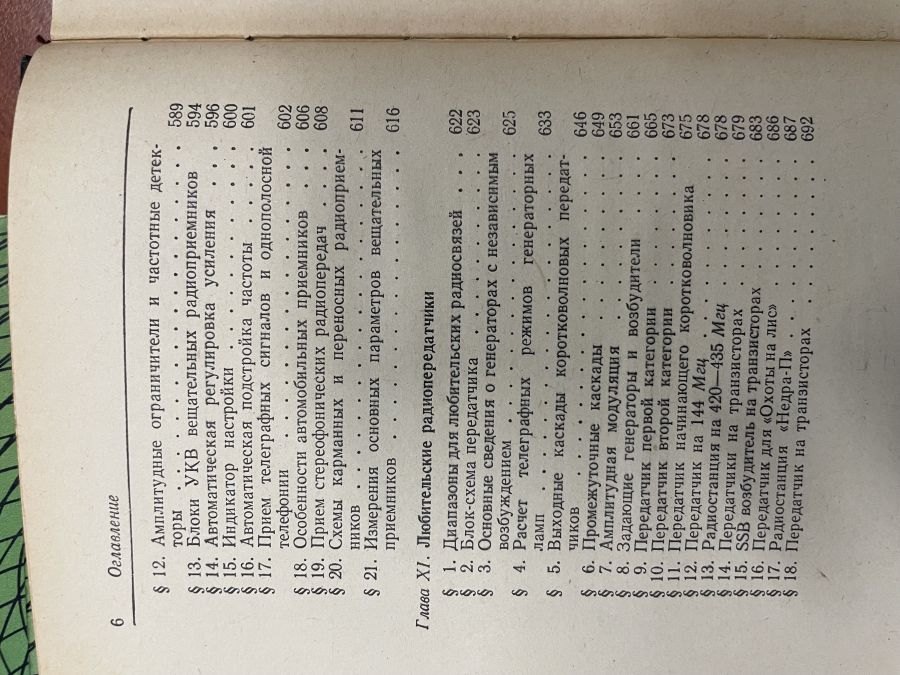 6 Оглавление
§ 12. Амплитудные ограничители и частотные детек-
торы . . . . . . . . . . . . . . . . 589
§ 13. Блоки УКВ вещательных радиоприемников . . 594
§ 14. Автоматическая регулировка усиления . . . 596
§ 15. Индикатор настройки . . . . . . . . . . 600
§ 16. Автоматическая подстройка частоты . . . . 601
§ 17. Прием телеграфных сигналов и однополосной
телефонии . . . . . . . . . . . . . . 602
§ 18. Особенности автомобильных приемников . . . 606
§ 19. Прием стереофонических радиопередач . . . 608
§ 20. Схемы карманных и переносных радиоприем-
ников . . . . . . . . . . . . . . . . 611
§ 21. Измерения основных параметров вещательных
приемников . . . . . . . . . . . . . . 616
Глава XI. Любительские радиопередатчики
§ 1. Диапазоны для любительских радиосвязей . . . 622
§ 2. Блок-схема передатчика . . . . . . . . . 623
§ 3. Основные сведения о генераторах с независимым
возбуждением . . . . . . . . . . . . . 625
§ 4. Расчет телеграфных режимов генераторных
ламп . . . . . . . . . . . . . . . . 633
§ 5. Выходные каскады коротковолновых передат-
чиков . . . . . . . . . . . . . . . . 646
§ 6. Промежуточные каскады . . . . . . . . . 649
§ 7. Амплитудная модуляция . . . . . . . . . 653
§ 8. Задающие генераторы и возбудители . . . . 661
§ 9. Передатчик первой категории . . . . . . . 665
§ 10. Передатчик второй категории . . . . . . . 673
§ 11. Передатчик начинающего коротковолновика . 675
§ 12. Передатчик на 144 Мгц . . . . . . . . . 678
§ 13. Радиостанция на 420—435 Мгц . . . . . . 678
§ 14. Передатчики на транзисторах . . . . . . . 679
§ 15. SSB возбудитель на транзисторах . . . . . 683
§ 16. Передатчик для «Охоты на лис» . . . . . . 686
§ 17. Радиостанция «Недра-П» . . . . . . . . . 687
§ 18. Передатчик на транзисторах . . . . . . . 692